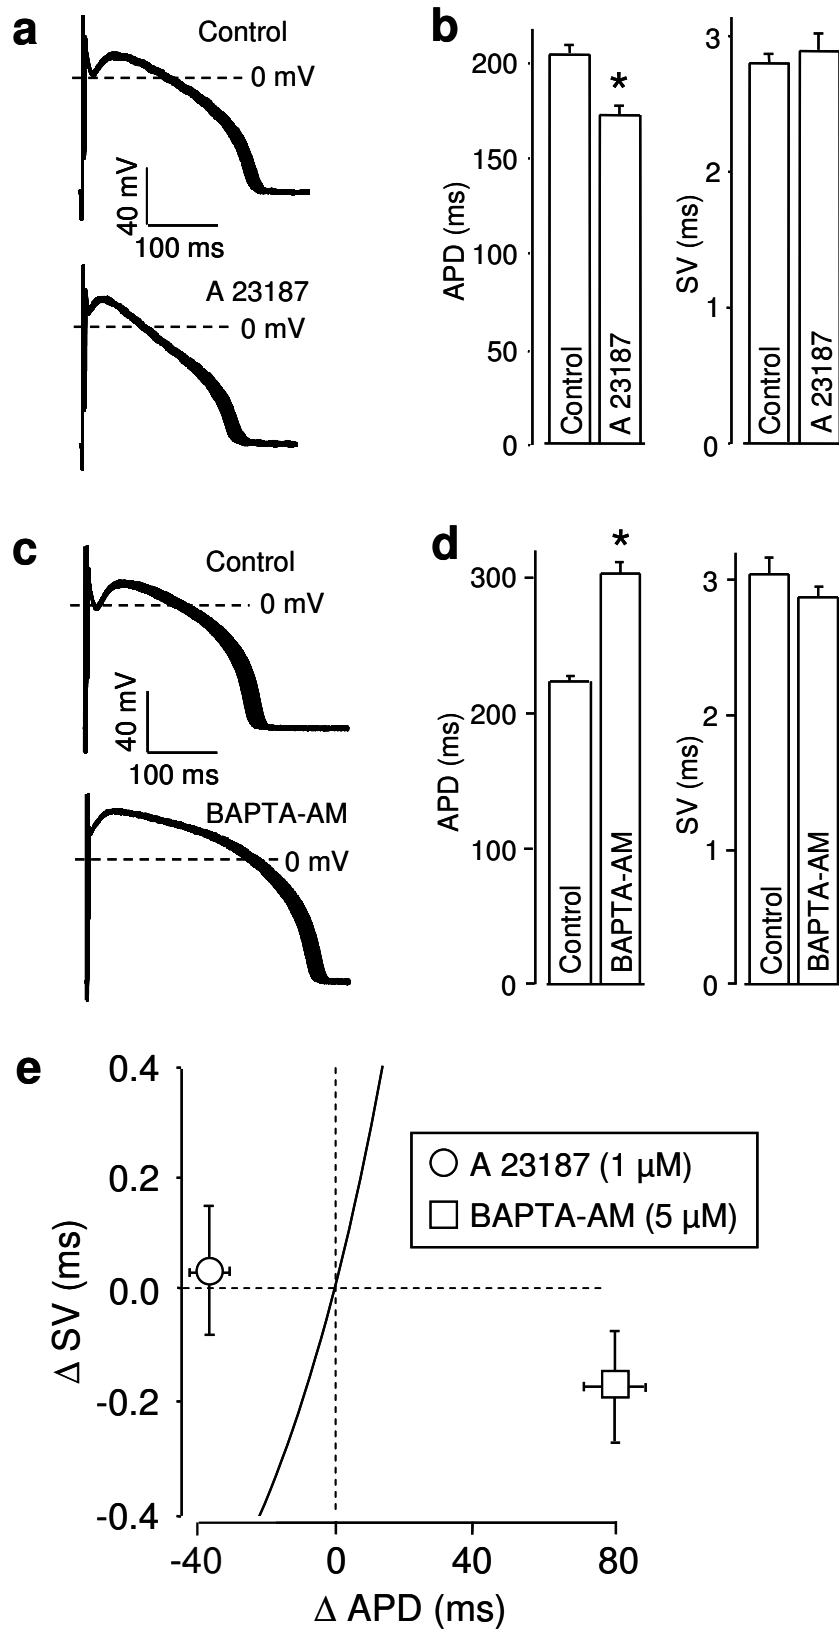 a
Control
0 mV
40 mV
100 ms
A 23187
0 mV
b
200
150
100
50
0
APD (ms)
Control
A 23187
*
3
2
1
0
SV (ms)
Control
A 23187
c
Control
0 mV
40 mV
100 ms
BAPTA-AM
0 mV
d
300
200
100
0
APD (ms)
Control
BAPTA-AM
*
3
2
1
0
SV (ms)
Control
BAPTA-AM
e
0.4
0.2
0.0
-0.2
-0.4
Δ SV (ms)
A 23187 (1 µM)
BAPTA-AM (5 µM)
-40 0 40 80
Δ APD (ms)